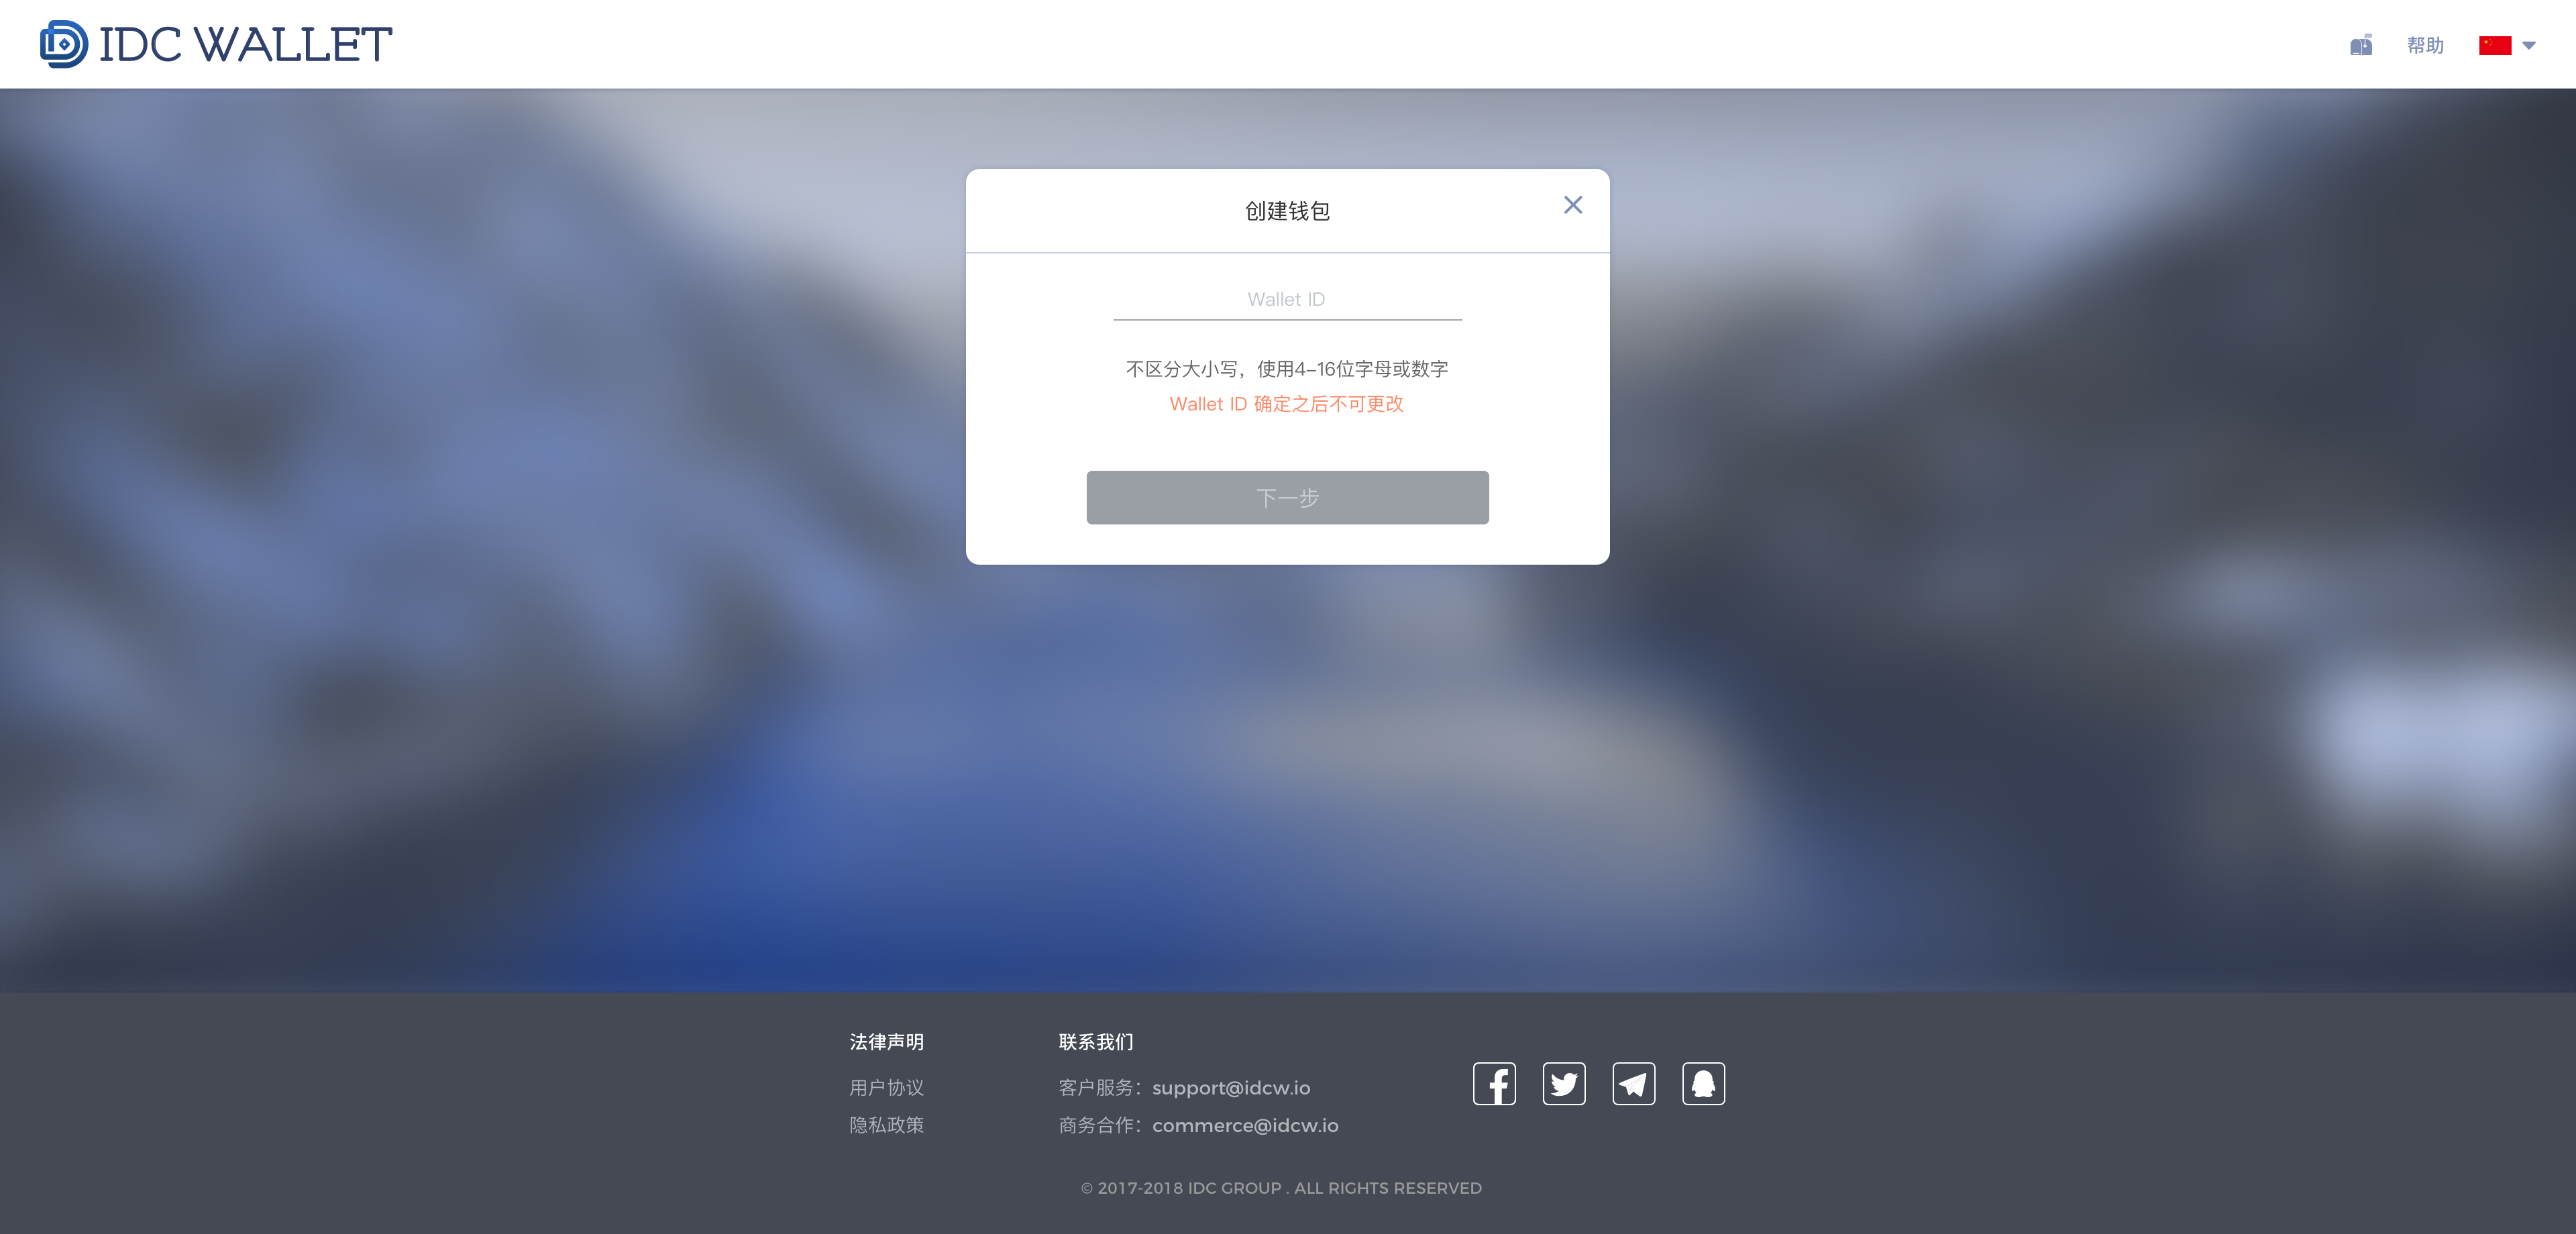 IDC WALLET
帮助
创建钱包
Wallet ID
不区分大小写，使用4-16位字母或数字
Wallet ID 确定之后不可更改
下一步
法律声明
用户协议
隐私政策
联系我们
客户服务：support@idcw.io
商务合作：commerce@idcw.io
© 2017-2018 IDC GROUP . ALL RIGHTS RESERVED